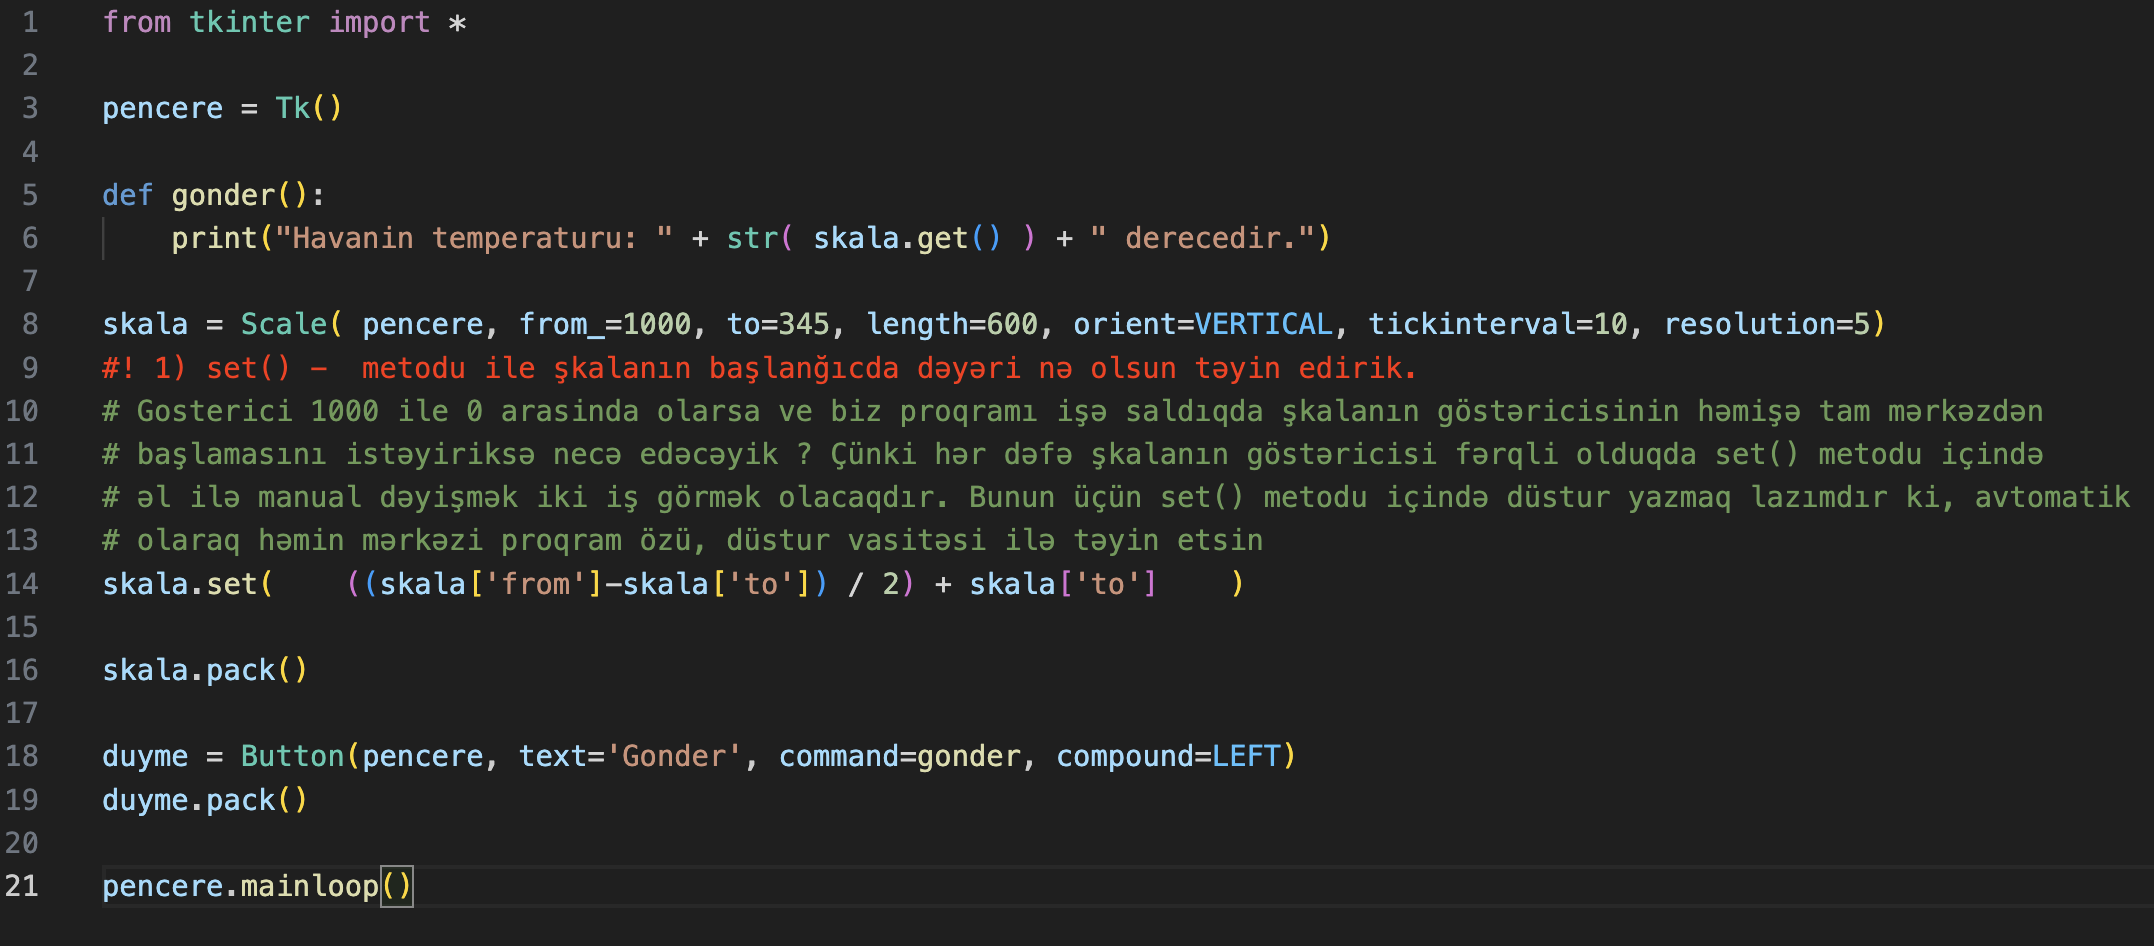 1 from tkinter import *
2
3 pencere = Tk()
4
5 def gonder():
6     print("Havanin temperaturu: " + str( skala.get() ) + " derecedir.")
7
8 skala = Scale( pencere, from_=1000, to=345, length=600, orient=VERTICAL, tickinterval=10, resolution=5)
9 #! 1) set() -  metodu ile şkalanın başlanğıcda dəyəri nə olsun təyin edirik.
10 # Gosterici 1000 ile 0 arasinda olarsa ve biz proqramı işə saldıqda şkalanın göstəricisinin həmişə tam mərkəzdən
11 # başlamasını istəyiriksə necə edəcəyik ? Çünki hər dəfə şkalanın göstəricisi fərqli olduqda set() metodu içində
12 # əl ilə manual dəyişmək iki iş görmək olacaqdır. Bunun üçün set() metodu içində düstur yazmaq lazımdır ki, avtomatik
13 # olaraq həmin mərkəzi proqram özü, düstur vasitəsi ilə təyin etsin
14 skala.set(    ((skala['from']-skala['to']) / 2) + skala['to']    )
15
16 skala.pack()
17
18 duyme = Button(pencere, text='Gonder', command=gonder, compound=LEFT)
19 duyme.pack()
20
21 pencere.mainloop()